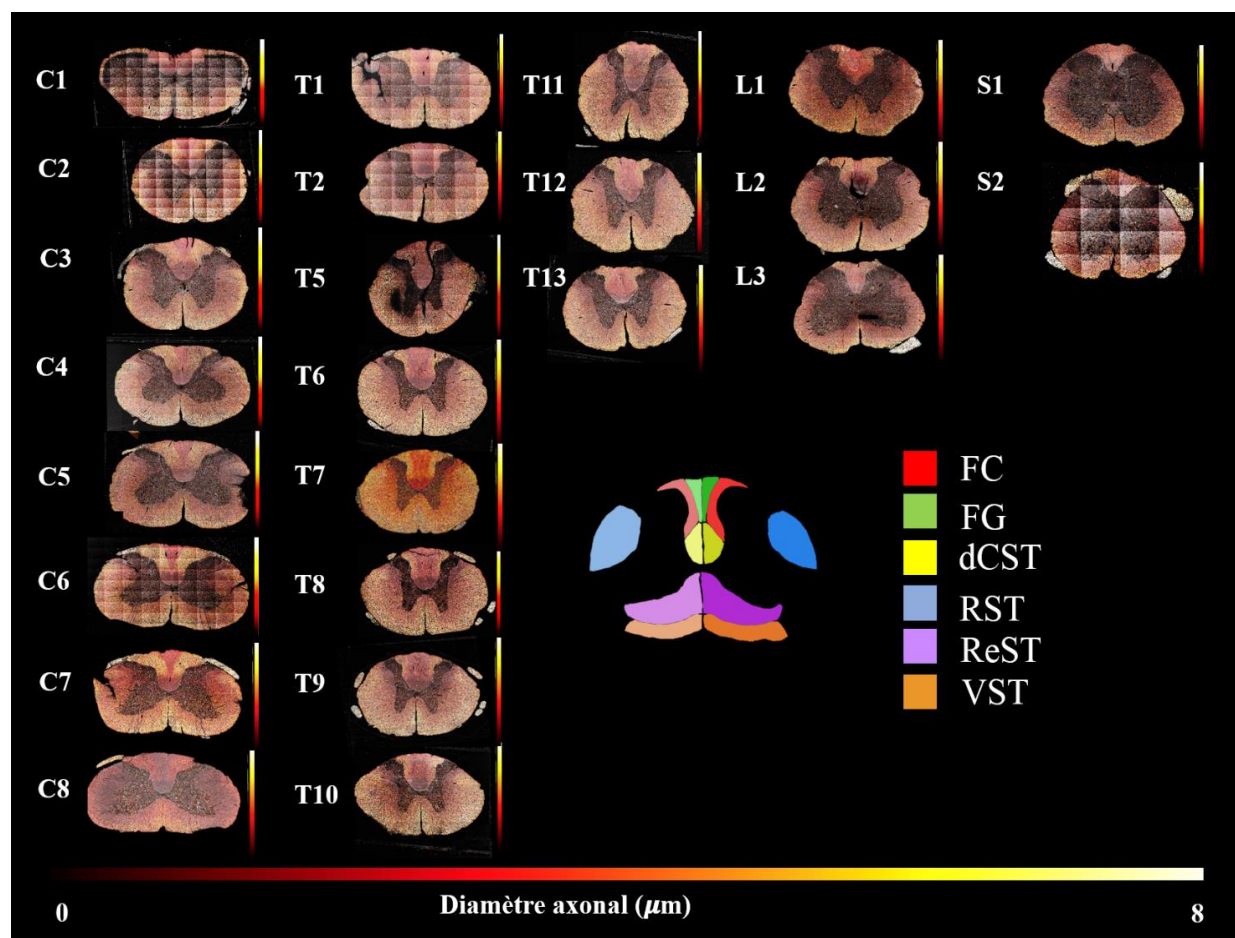 C1
C2
C3
C4
C5
C6
C7
C8
T1
T2
T5
T6
T7
T8
T9
T10
T11
T12
T13
L1
L2
L3
S1
S2
FC
FG
dCST
RST
ReST
VST
0
Diamètre axonal (μm)
8